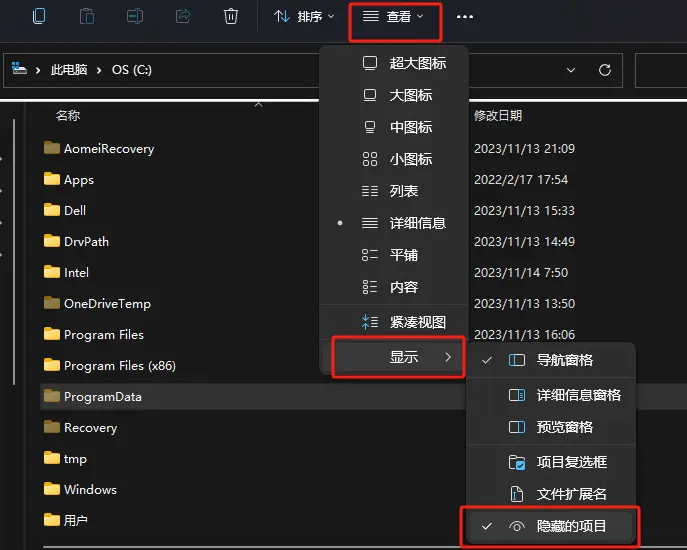 排序
查看
此电脑 OS (C:)
超大图标
大图标
中图标
小图标
列表
详细信息
平铺
内容
紧凑视图
显示
名称 修改日期
AomeiRecovery 2023/11/13 21:09
Apps 2022/2/17 17:54
Dell 2023/11/13 15:33
DrvPath 2023/11/13 14:49
Intel 2023/11/14 7:50
OneDriveTemp 2023/11/13 13:50
Program Files 2023/11/13 16:06
Program Files (x86)
ProgramData
Recovery
tmp
Windows
用户
导航窗格
详细信息窗格
预览窗格
项目复选框
文件扩展名
隐藏的项目